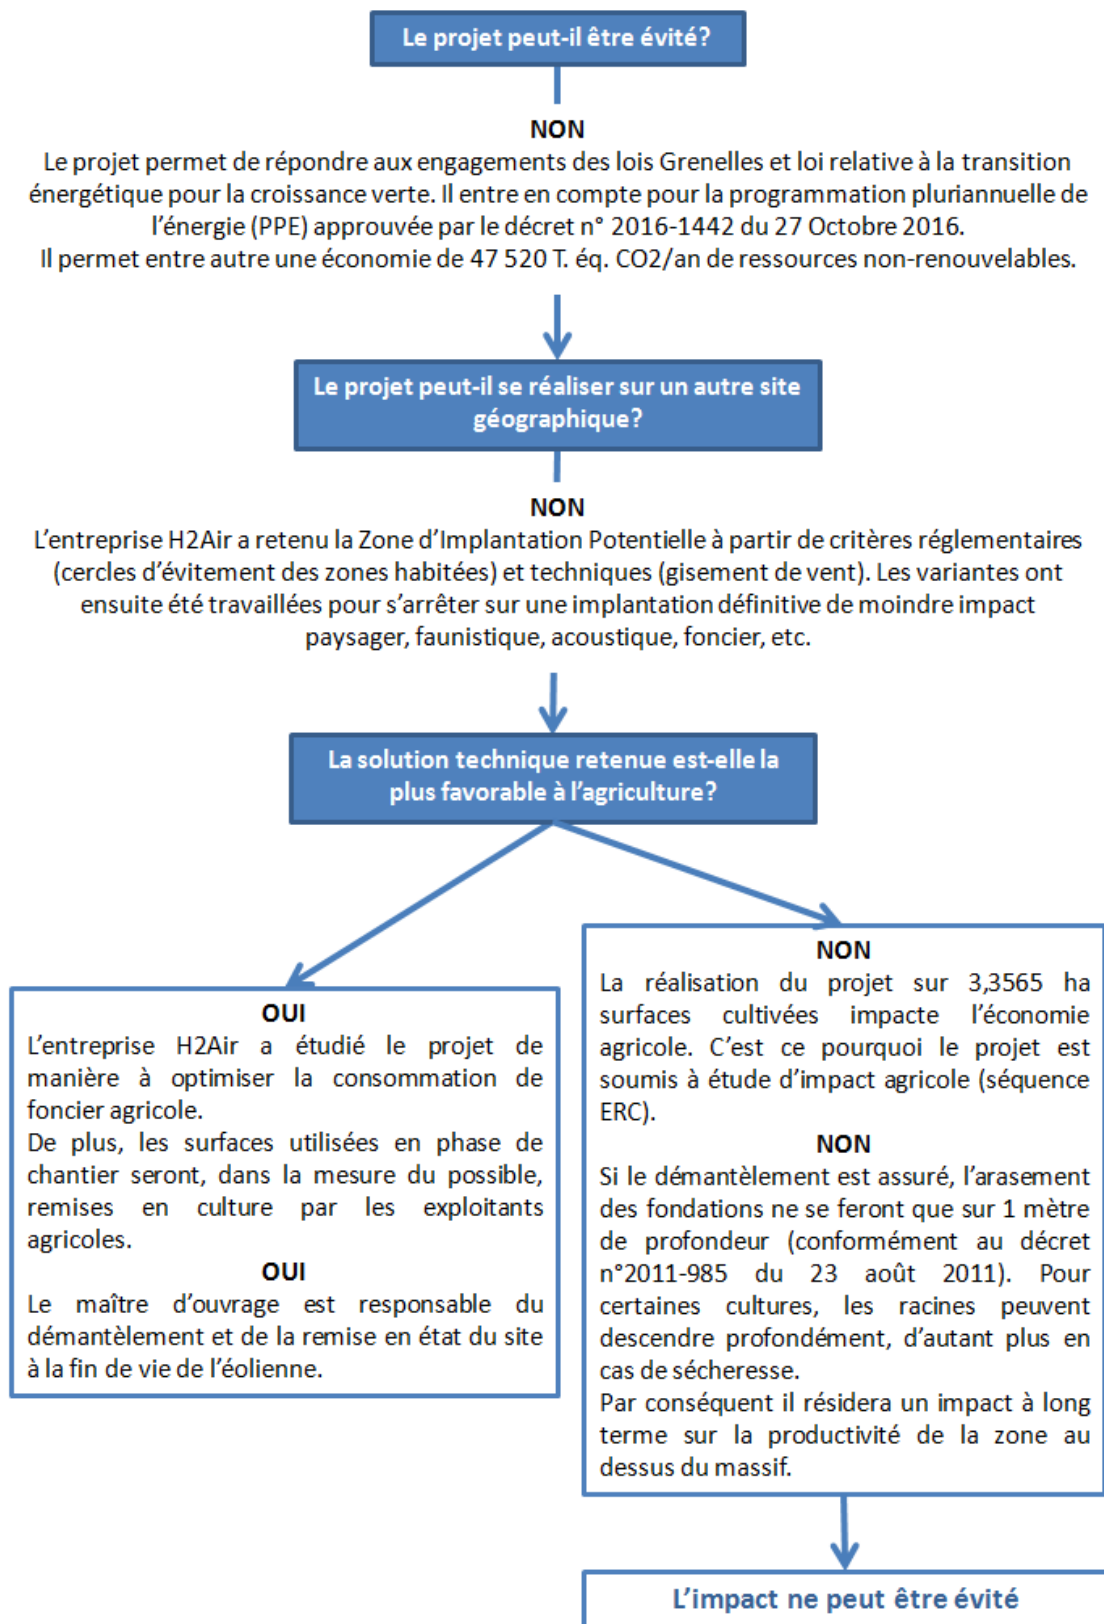 Le projet peut-il être évité?
NON
Le projet permet de répondre aux engagements des lois Grenelles et loi relative à la transition
énergétique pour la croissance verte. Il entre en compte pour la programmation pluriannuelle de
l'énergie (PPE) approuvée par le décret n° 2016-1442 du 27 Octobre 2016.
Il permet entre autre une économie de 47 520 T. éq. CO2/an de ressources non-renouvelables.
Le projet peut-il se réaliser sur un autre site
géographique?
NON
L'entreprise H2Air a retenu la Zone d'Implantation Potentielle à partir de critères réglementaires
(cercles d'évitement des zones habitées) et techniques (gisement de vent). Les variantes ont
ensuite été travaillées pour s'arrêter sur une implantation définitive de moindre impact
paysager, faunistique, acoustique, foncier, etc.
La solution technique retenue est-elle la
plus favorable à l'agriculture?
OUI
L'entreprise H2Air a étudié le projet de
manière à optimiser la consommation de
foncier agricole.
De plus, les surfaces utilisées en phase de
chantier seront, dans la mesure du possible,
remises en culture par les exploitants
agricoles.
OUI
Le maître d'ouvrage est responsable du
démantèlement et de la remise en état du site
à la fin de vie de l'éolienne.
NON
La réalisation du projet sur 3,3565 ha
surfaces cultivées impacte l'économie
agricole. C'est ce pourquoi le projet est
soumis à étude d'impact agricole (séquence
ERC).
NON
Si le démantèlement est assuré, l'arasement
des fondations ne se feront que sur 1 mètre
de profondeur (conformément au décret
n°2011-985 du 23 août 2011). Pour
certaines cultures, les racines peuvent
descendre profondément, d'autant plus en
cas de sécheresse.
Par conséquent il résidera un impact à long
terme sur la productivité de la zone au
dessus du massif.
L'impact ne peut être évité